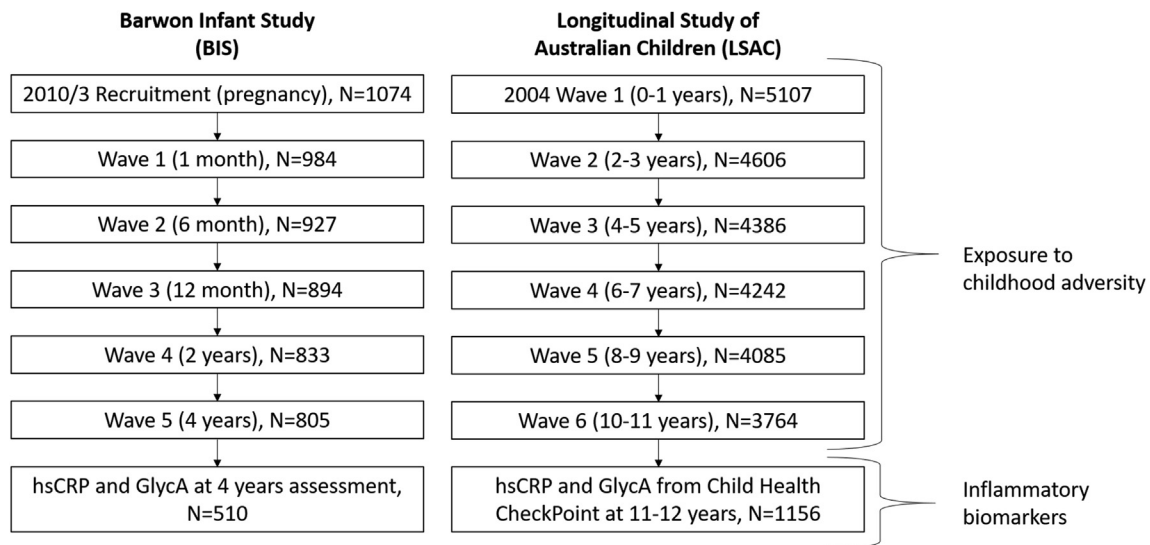 Barwon Infant Study
(BIS)
2010/3 Recruitment (pregnancy), N=1074
Wave 1 (1 month), N=984
Wave 2 (6 month), N=927
Wave 3 (12 month), N=894
Wave 4 (2 years), N=833
Wave 5 (4 years), N=805
hsCRP and GlycA at 4 years assessment,
N=510
Longitudinal Study of
Australian Children (LSAC)
2004 Wave 1 (0-1 years), N=5107
Wave 2 (2-3 years), N=4606
Wave 3 (4-5 years), N=4386
Wave 4 (6-7 years), N=4242
Wave 5 (8-9 years), N=4085
Wave 6 (10-11 years), N=3764
hsCRP and GlycA from Child Health
CheckPoint at 11-12 years, N=1156
Exposure to
childhood adversity
Inflammatory
biomarkers